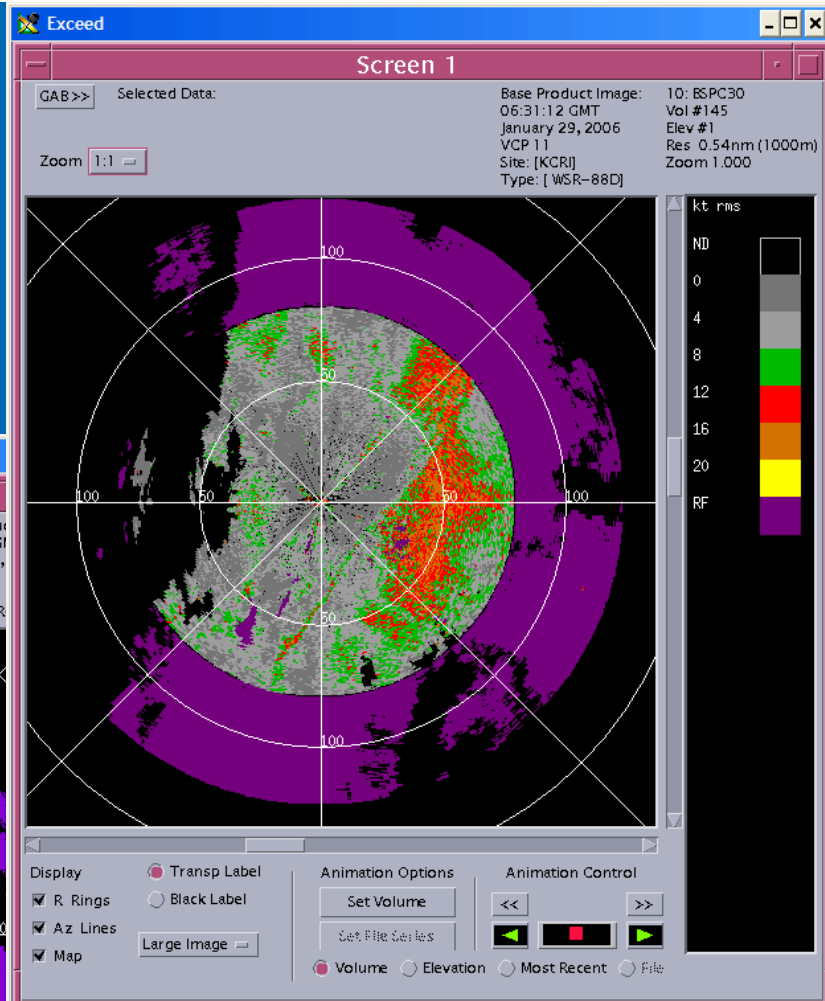 Exceed
Screen 1
GAB>>
Selected Data:
Base Product Image:
06:31:12 GMT
January 29, 2006
VCP 11
Site: [KCRI]
Type: [ WSR-88D]
10: BSPC30
Vol #145
Elev #1
Res 0.54nm (1000m)
Zoom 1.000
Zoom 1:1
kt rms
ND
0
4
8
12
16
20
RF
100
50
100
50
50
100
50
100
Display
R Rings
Az Lines
Map
Transp Label
Black Label
Large Image
Animation Options
Set Volume
Set File Series
Animation Control
<<
>>
Volume
Elevation
Most Recent
File